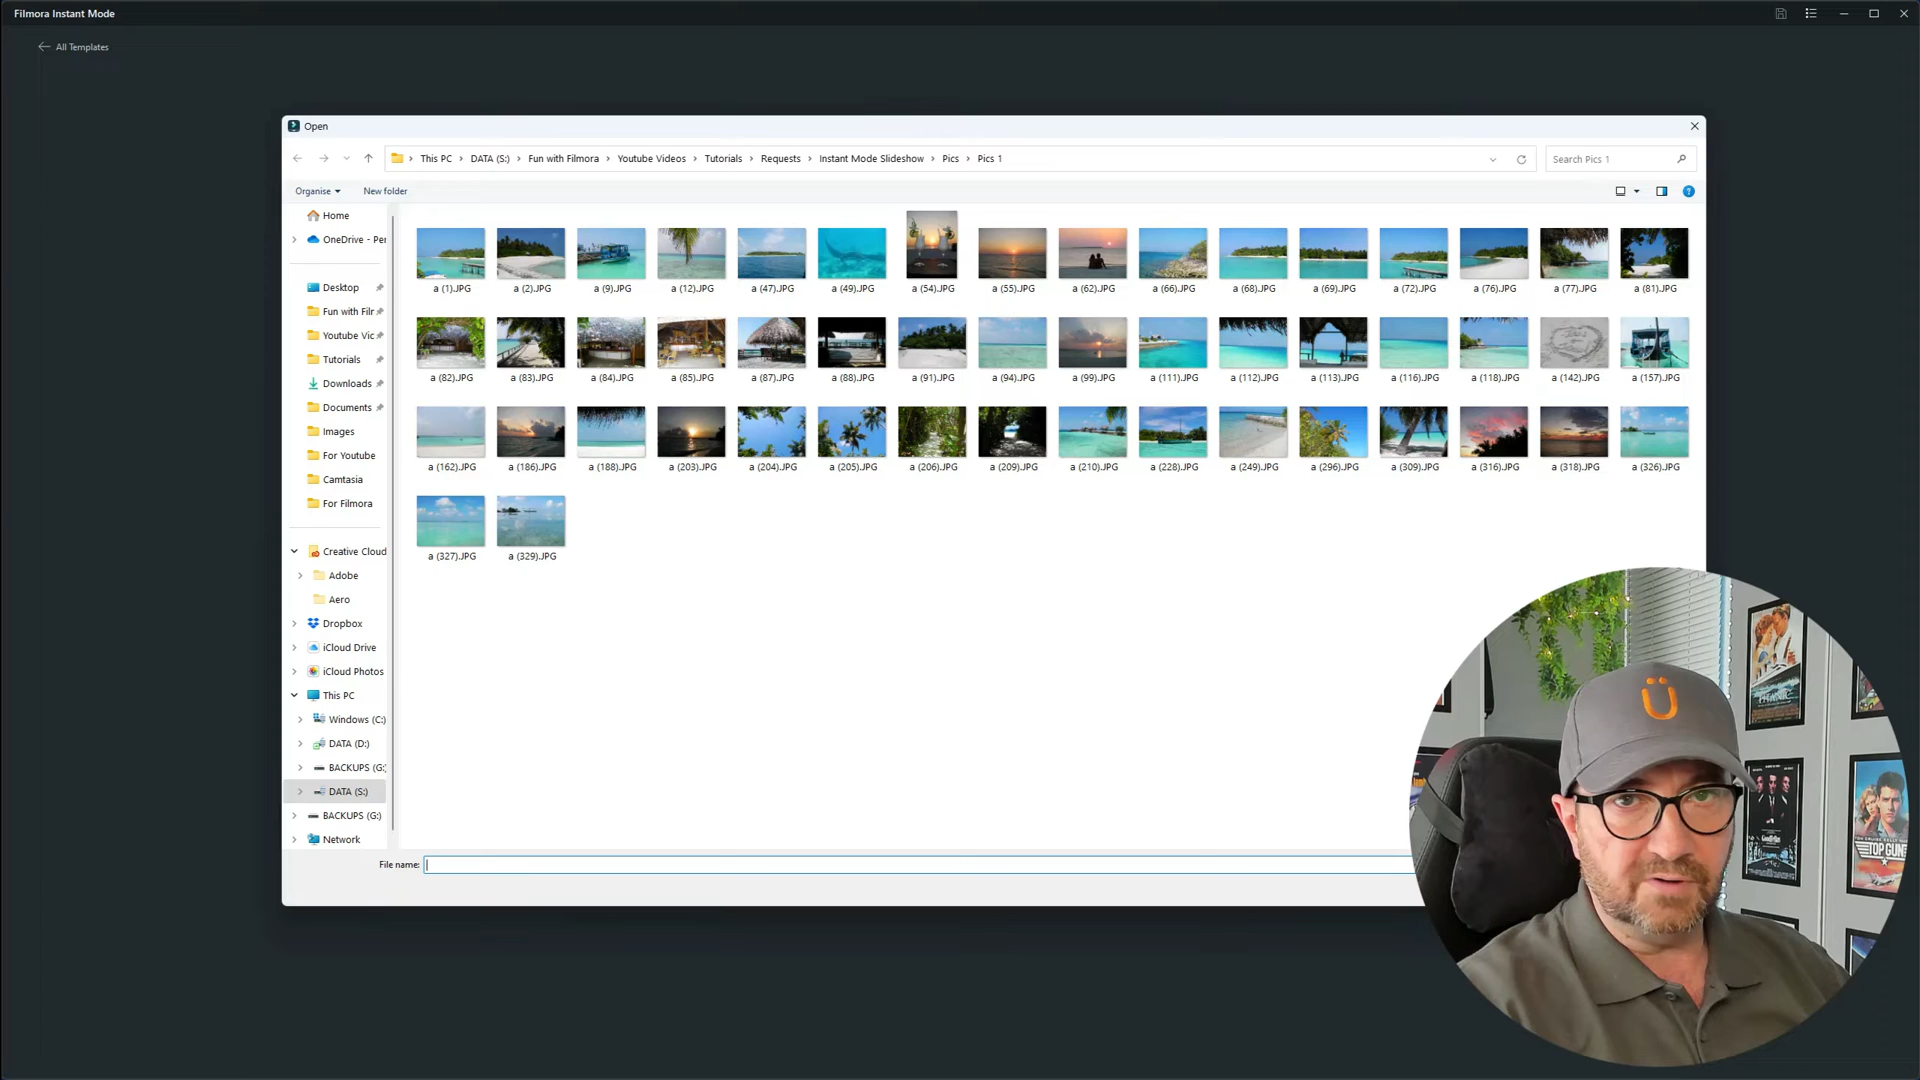 Filmora Instant Mode
All Templates
Open
This PC > DATA (S:) > Fun with Filmora > Youtube Videos > Tutorials > Requests > Instant Mode Slideshow > Pics > Pics 1
Search Pics 1
Organise
New folder
Home
OneDrive - Per
Desktop
Fun with Filr
Youtube Vic
Tutorials
Downloads
Documents
Images
For Youtube
Camtasia
For Filmora
Creative Cloud
Adobe
Aero
Dropbox
iCloud Drive
iCloud Photos
This PC
Windows (C:)
DATA (D:)
BACKUPS (G:
DATA (S:)
BACKUPS (G:)
Network
a (1).JPG a (2).JPG a (9).JPG a (12).JPG a (47).JPG a (49).JPG a (54).JPG a (55).JPG a (62).JPG a (66).JPG a (68).JPG a (69).JPG a (72).JPG a (76).JPG a (77).JPG a (81).JPG
a (82).JPG a (83).JPG a (84).JPG a (85).JPG a (87).JPG a (88).JPG a (91).JPG a (94).JPG a (99).JPG a (111).JPG a (112).JPG a (113).JPG a (116).JPG a (118).JPG a (142).JPG a (157).JPG
a (162).JPG a (186).JPG a (188).JPG a (203).JPG a (204).JPG a (205).JPG a (206).JPG a (209).JPG a (210).JPG a (228).JPG a (249).JPG a (296).JPG a (309).JPG a (316).JPG a (318).JPG a (326).JPG
a (327).JPG a (329).JPG
File name:
TITANIC
Goodfellas
TOP GUN